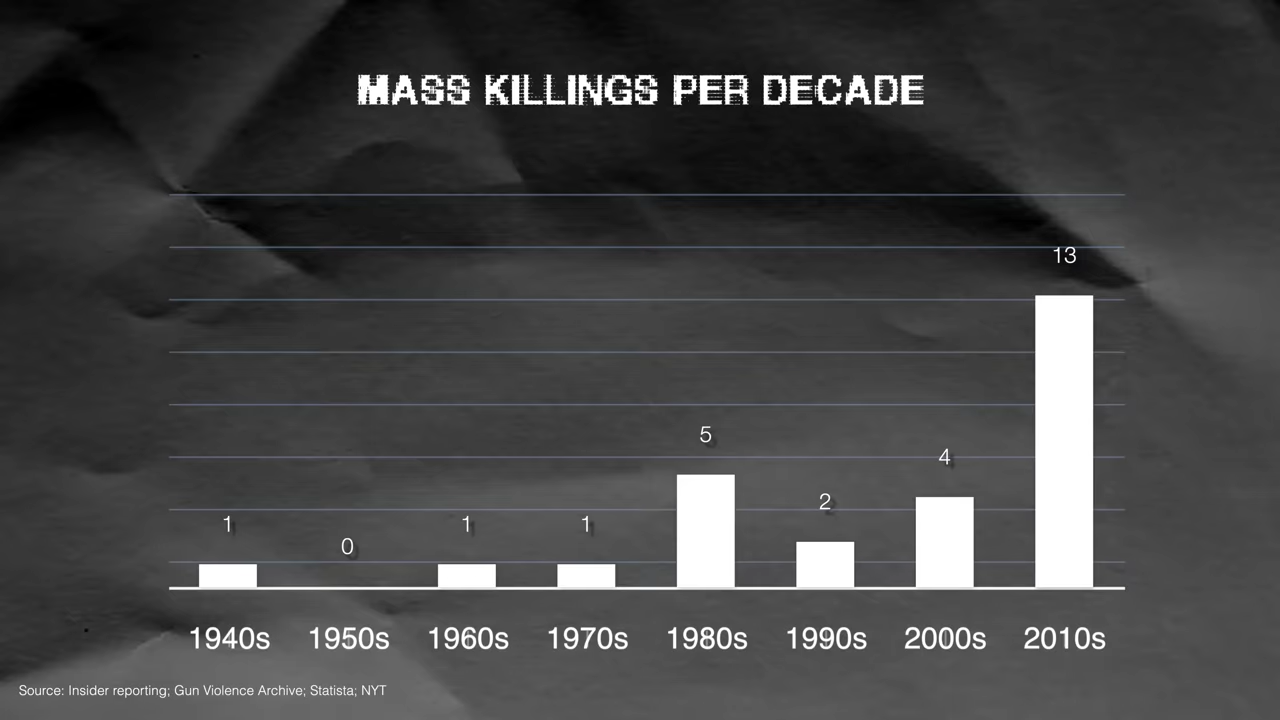 MASS KILLINGS PER DECADE
13
5
4
2
1
1
1
0
1940s 1950s 1960s 1970s 1980s 1990s 2000s 2010s
Source: Insider reporting; Gun Violence Archive; Statista; NYT